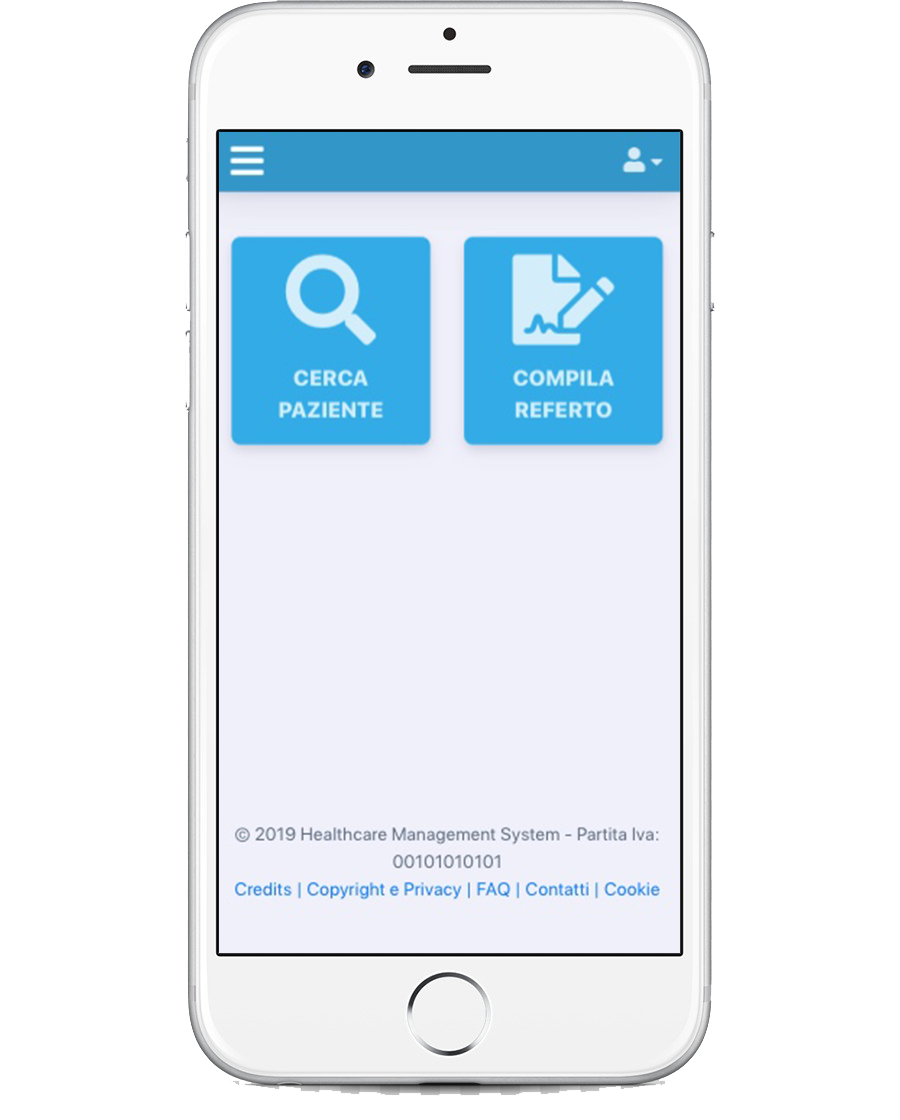 CERCA
PAZIENTE
COMPILA
REFERTO
© 2019 Healthcare Management System - Partita Iva:
00101010101
Credits | Copyright e Privacy | FAQ | Contatti | Cookie